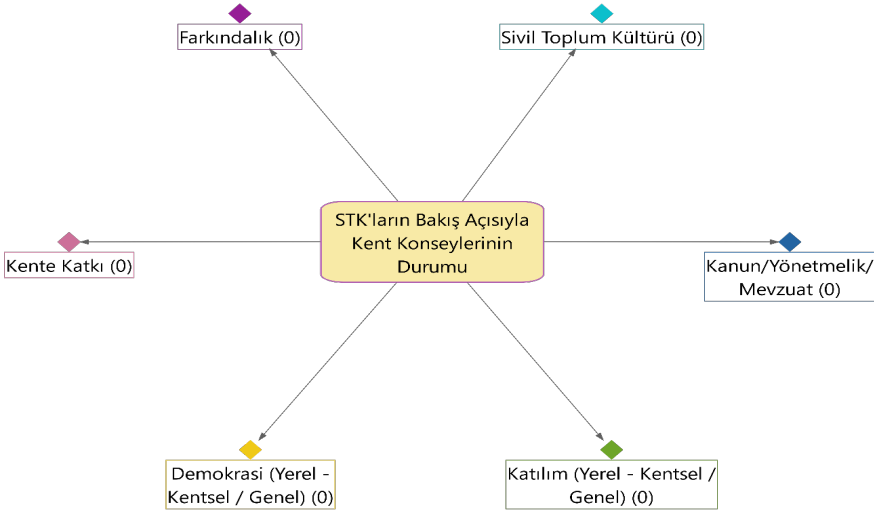 Farkındalık (0)
Sivil Toplum Kültürü (0)
STK'ların Bakış Açısıyla
Kent Konseylerinin
Durumu
Kente Katkı (0)
Kanun/Yönetmelik/
Mevzuat (0)
Demokrasi (Yerel -
Kentsel / Genel) (0)
Katılım (Yerel - Kentsel /
Genel) (0)